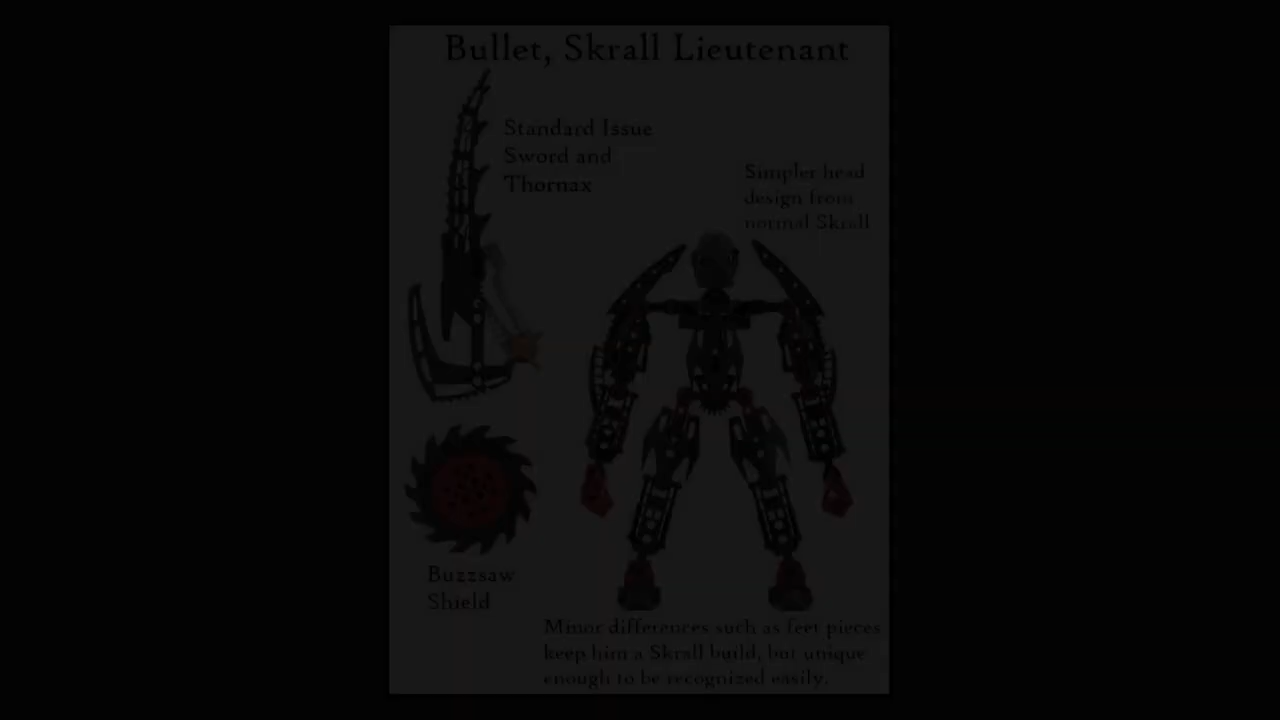 Bullet, Skrall Lieutenant
Standard Issue
Sword and
Thornax
Simpler head
design from
normal Skrall
Buzzsaw
Shield
Minor differences such as feet pieces
keep him a Skrall build, but unique
enough to be recognized easily.